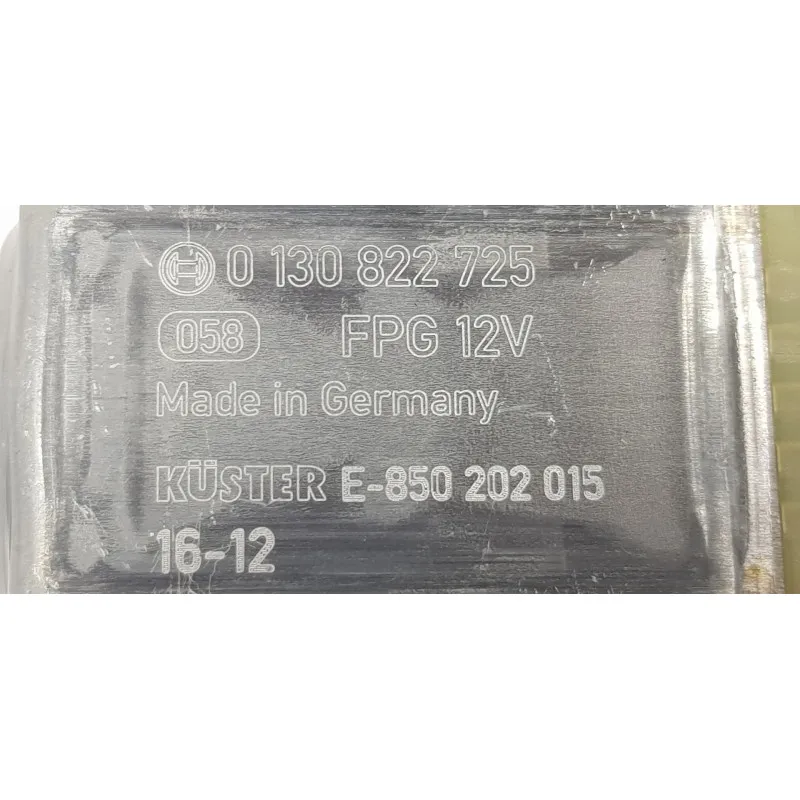 0 130 822 725
058 FPG 12V
Made in Germany
KÜSTER E-850 202 015
16-12